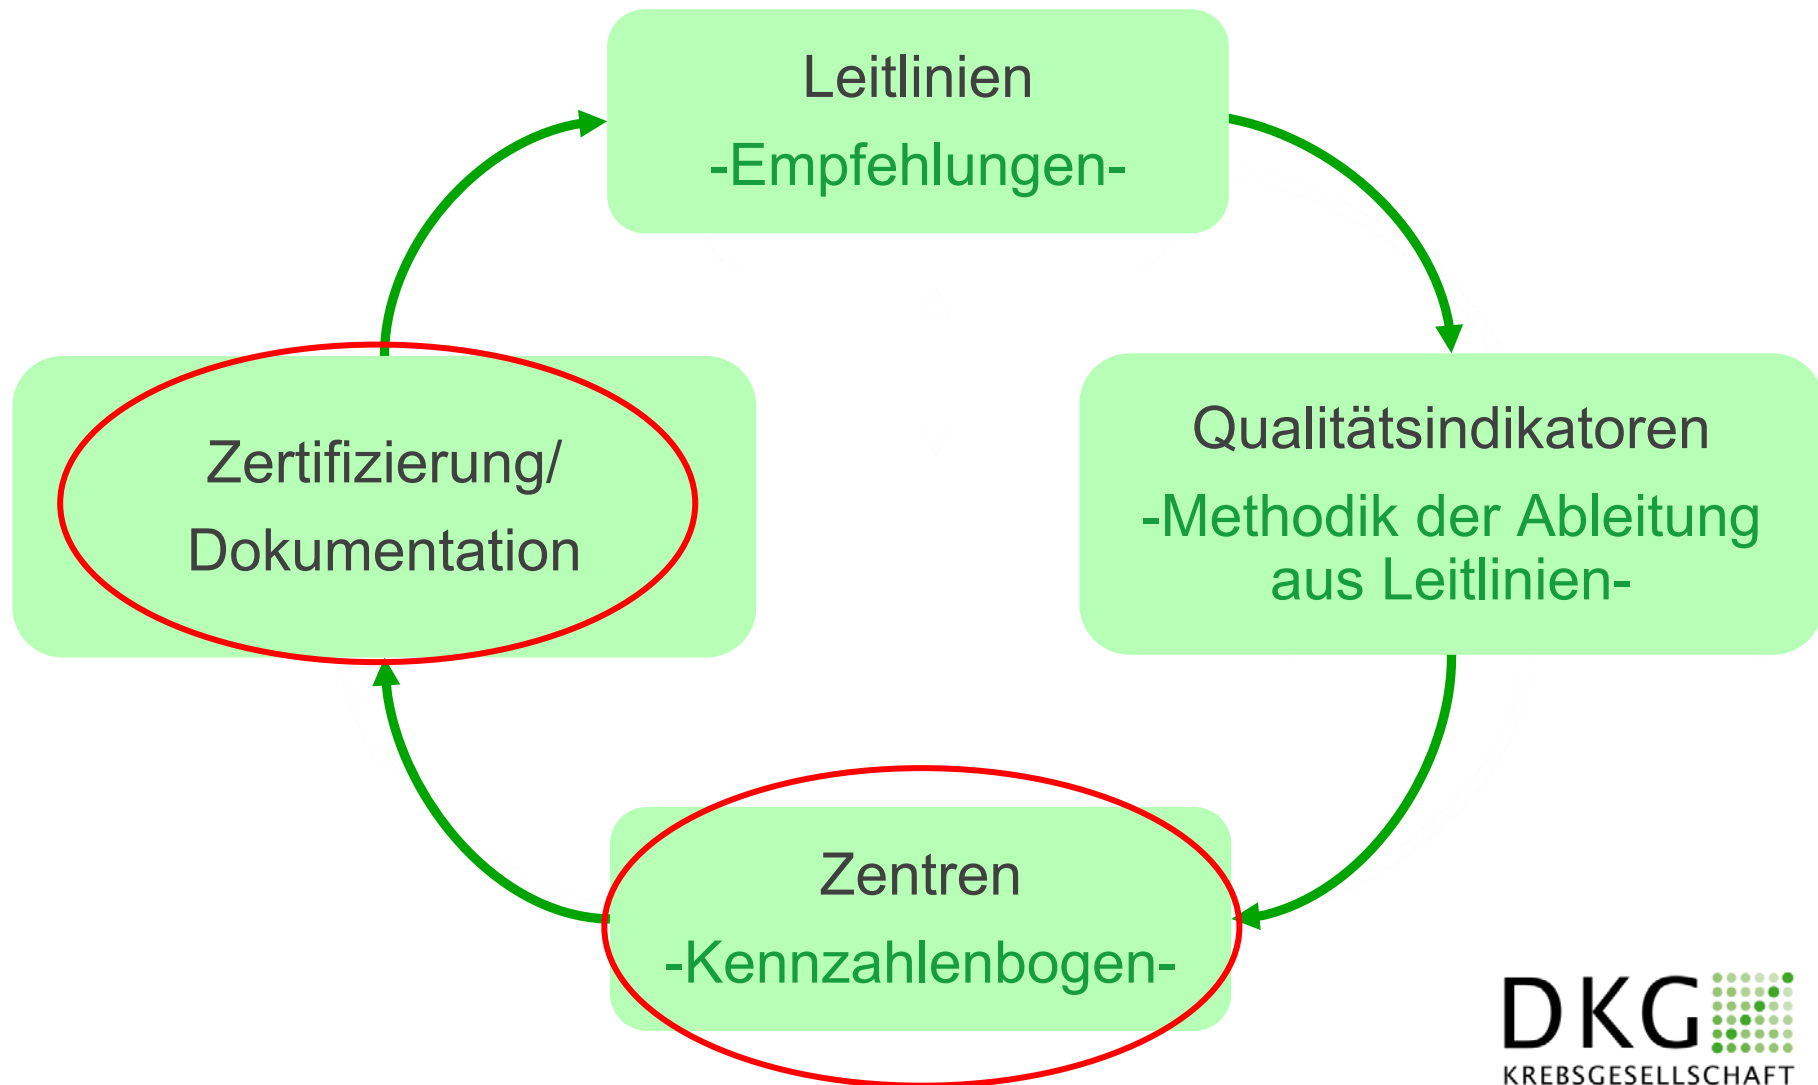 Leitlinien
-Empfehlungen-
Zertifizierung/
Dokumentation
Qualitätsindikatoren
-Methodik der Ableitung
aus Leitlinien-
Zentren
-Kennzahlenbogen-
DKG
KREBSGESELLSCHAFT